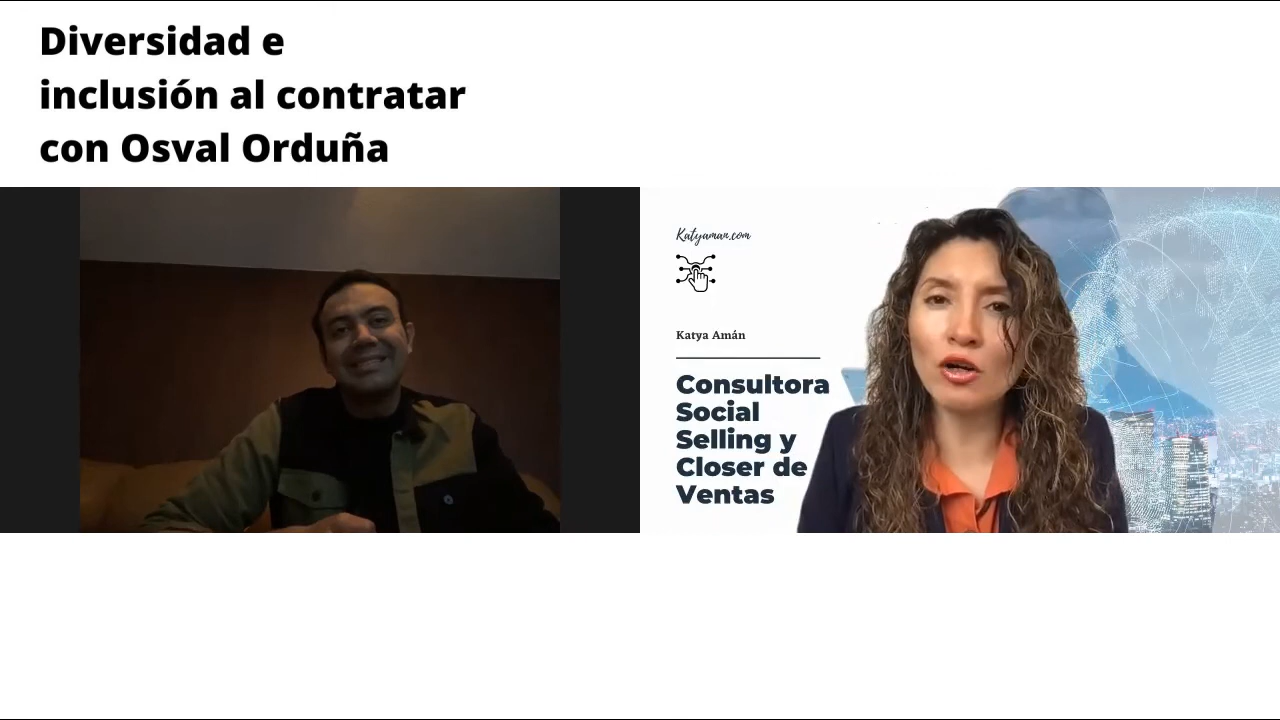 Diversidad e
inclusión al contratar
con Osval Orduña
Katyaman.com
Katya Amán
Consultora
Social
Selling y
Closer de
Ventas